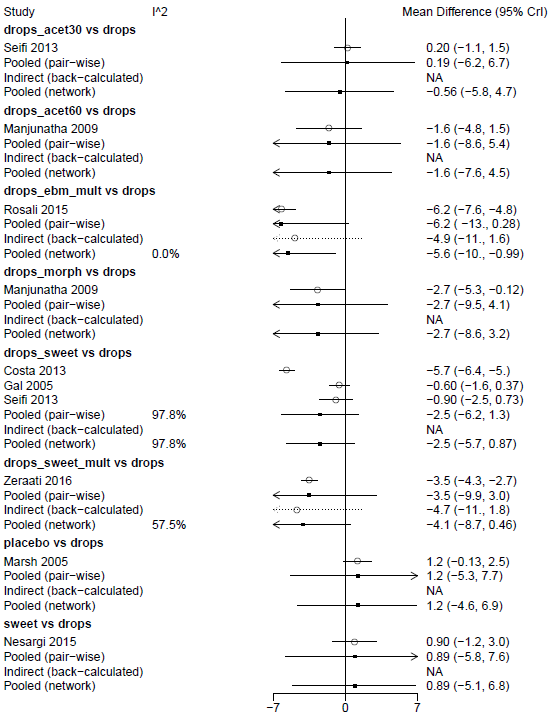 Study I^2 Mean Difference (95% CrI)
drops_acet30 vs drops
Seifi 2013 0.20 (−1.1, 1.5)
Pooled (pair−wise) 0.19 (−6.2, 6.7)
Indirect (back−calculated) NA
Pooled (network) −0.56 (−5.8, 4.7)
drops_acet60 vs drops
Manjunatha 2009 −1.6 (−4.8, 1.5)
Pooled (pair−wise) −1.6 (−8.6, 5.4)
Indirect (back−calculated) NA
Pooled (network) −1.6 (−7.6, 4.5)
drops_ebm_mult vs drops
Rosali 2015 −6.2 (−7.6, −4.8)
Pooled (pair−wise) −6.2 ( −13., 0.28)
Indirect (back−calculated) −4.9 (−11., 1.6)
Pooled (network) 0.0% −5.6 (−10., −0.99)
drops_morph vs drops
Manjunatha 2009 −2.7 (−5.3, −0.12)
Pooled (pair−wise) −2.7 (−9.5, 4.1)
Indirect (back−calculated) NA
Pooled (network) −2.7 (−8.6, 3.2)
drops_sweet vs drops
Costa 2013 −5.7 (−6.4, −5.)
Gal 2005 −0.60 (−1.6, 0.37)
Seifi 2013 −0.90 (−2.5, 0.73)
Pooled (pair−wise) 97.8% −2.5 (−6.2, 1.3)
Indirect (back−calculated) NA
Pooled (network) 97.8% −2.5 (−5.7, 0.87)
drops_sweet_mult vs drops
Zeraati 2016 −3.5 (−4.3, −2.7)
Pooled (pair−wise) −3.5 (−9.9, 3.0)
Indirect (back−calculated) −4.7 (−11., 1.8)
Pooled (network) 57.5% −4.1 (−8.7, 0.46)
placebo vs drops
Marsh 2005 1.2 (−0.13, 2.5)
Pooled (pair−wise) 1.2 (−5.3, 7.7)
Indirect (back−calculated) NA
Pooled (network) 1.2 (−4.6, 6.9)
sweet vs drops
Nesargi 2015 0.90 (−1.2, 3.0)
Pooled (pair−wise) 0.89 (−5.8, 7.6)
Indirect (back−calculated) NA
Pooled (network) 0.89 (−5.1, 6.8)
−7 0 7